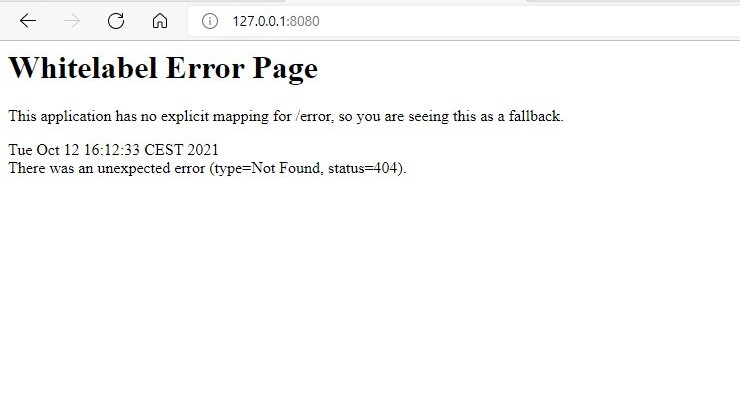 127.0.0.1:8080
Whitelabel Error Page
This application has no explicit mapping for /error, so you are seeing this as a fallback.
Tue Oct 12 16:12:33 CEST 2021
There was an unexpected error (type=Not Found, status=404).